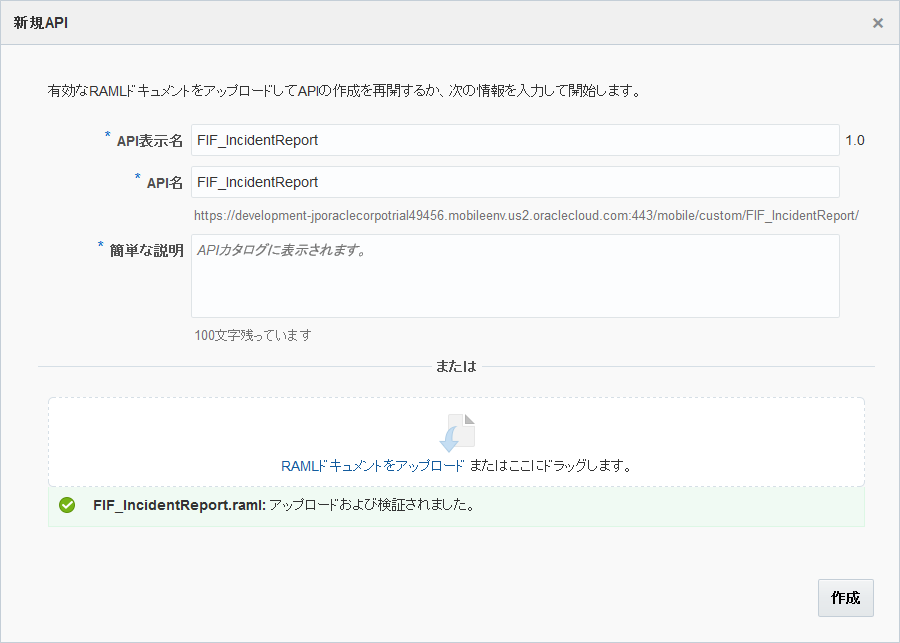 新規API
×
有効なRAMLドキュメントをアップロードしてAPIの作成を再開するか、次の情報を入力して開始します。
* API表示名 FIF_IncidentReport 1.0
* API名 FIF_IncidentReport
https://development-jporaclecorpotrial49456.mobileenv.us2.oraclecloud.com:443/mobile/custom/FIF_IncidentReport/
* 簡単な説明 APIカタログに表示されます。
100文字残っています
または
RAMLドキュメントをアップロード またはここにドラッグします。
FIF_IncidentReport.raml: アップロードおよび検証されました。
作成